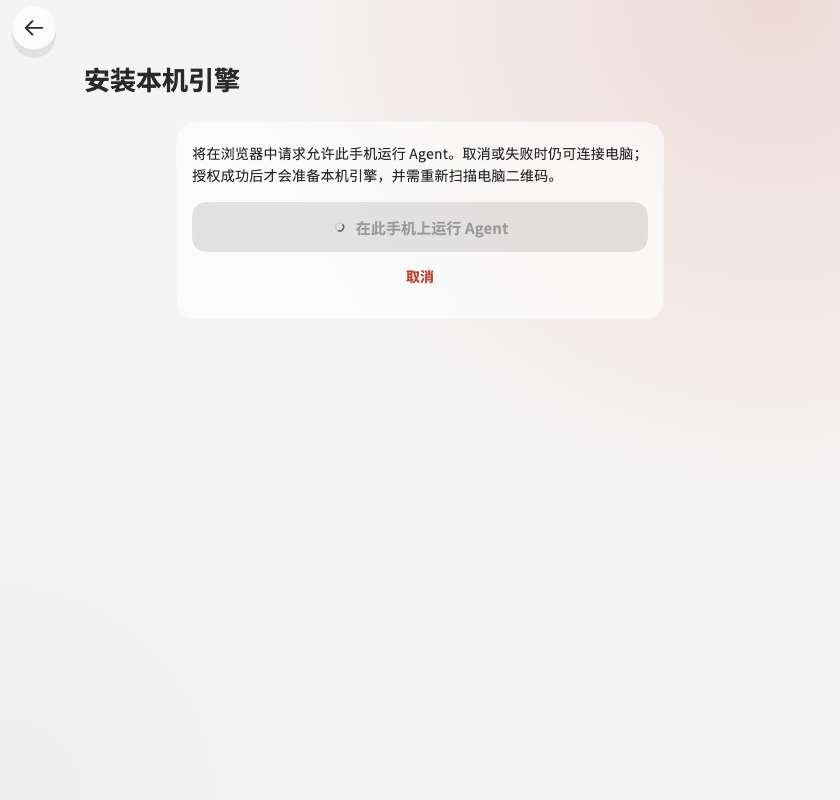 安装本机引擎
将在浏览器中请求允许此手机运行 Agent。取消或失败时仍可连接电脑；
授权成功后才会准备本机引擎，并需重新扫描电脑二维码。
在此手机上运行 Agent
取消